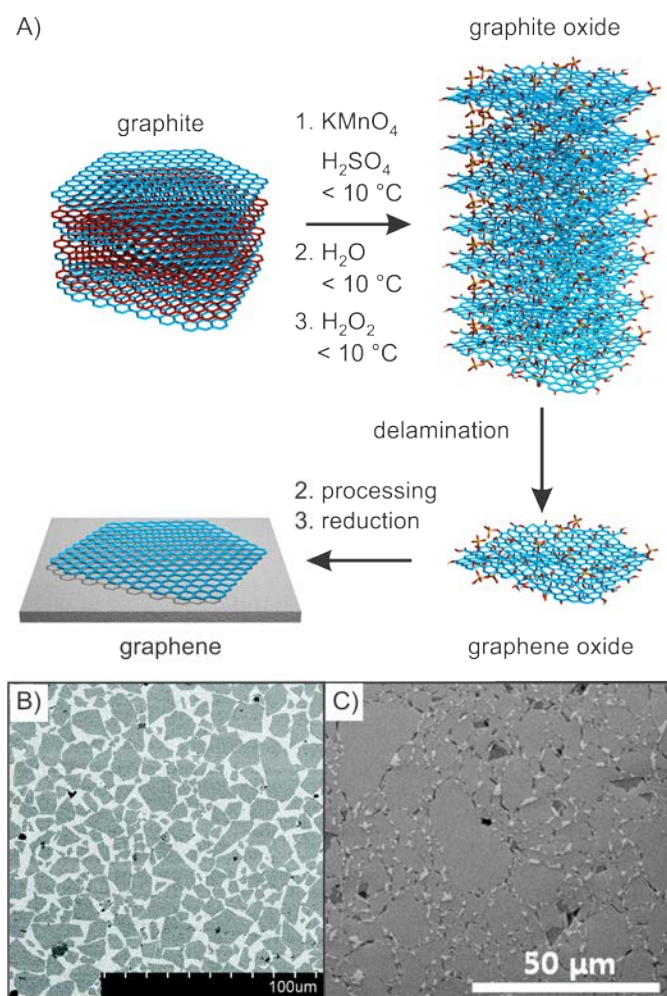 A)
graphite oxide
graphite
1. KMnO₄
H₂SO₄
< 10 °C
2. H₂O
< 10 °C
3. H₂O₂
< 10 °C
delamination
2. processing
3. reduction
graphene
graphene oxide
B)
C)
100um
50 µm